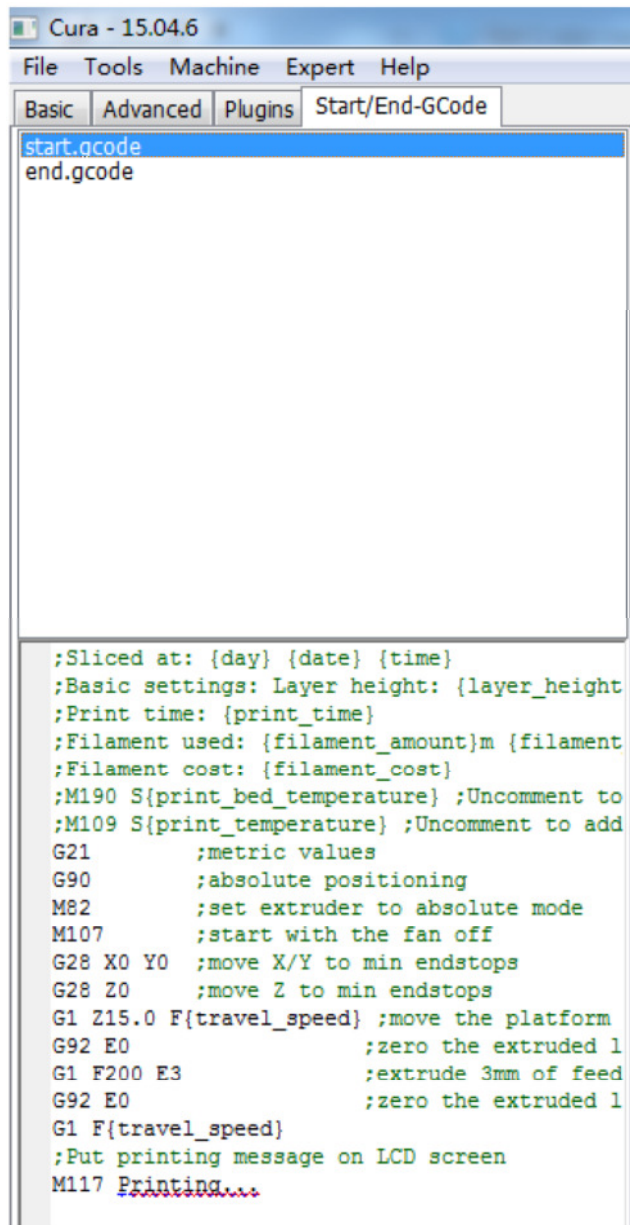 Cura - 15.04.6
File Tools Machine Expert Help
Basic Advanced Plugins Start/End-GCode
start.gcode
end.gcode
;Sliced at: {day} {date} {time}
;Basic settings: Layer height: {layer_height
;Print time: {print_time}
;Filament used: {filament_amount}m {filament
;Filament cost: {filament_cost}
;M190 S{print_bed_temperature} ;Uncomment to
;M109 S{print_temperature} ;Uncomment to add
G21 ;metric values
G90 ;absolute positioning
M82 ;set extruder to absolute mode
M107 ;start with the fan off
G28 X0 Y0 ;move X/Y to min endstops
G28 Z0 ;move Z to min endstops
G1 Z15.0 F{travel_speed} ;move the platform
G92 E0 ;zero the extruded l
G1 F200 E3 ;extrude 3mm of feed
G92 E0 ;zero the extruded l
G1 F{travel_speed}
;Put printing message on LCD screen
M117 Printing...